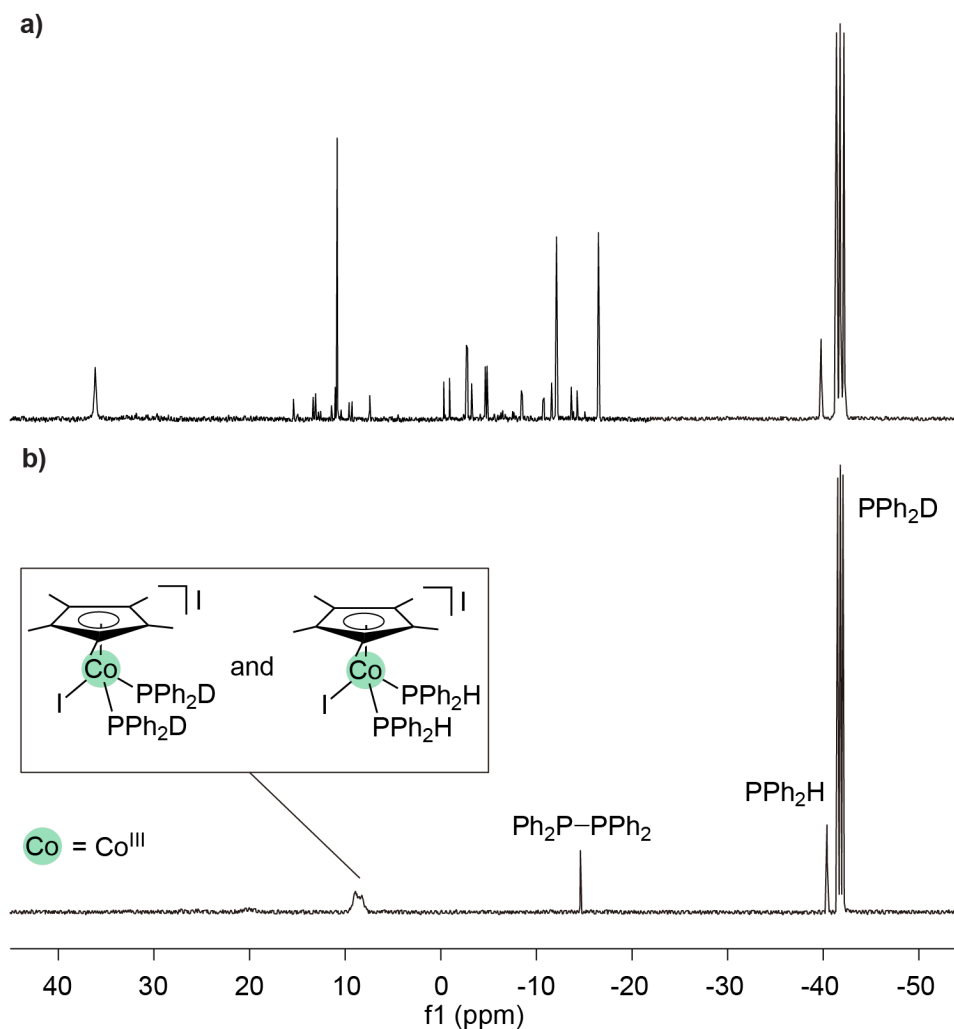 a)
b)
PPh₂D
I
I
Co
and
Co
I
PPh₂D
PPh₂D
I
PPh₂H
PPh₂H
PPh₂H
Ph₂P–PPh₂
Co = Coᴵᴵᴵ
40 30 20 10 0 -10 -20 -30 -40 -50
f1 (ppm)